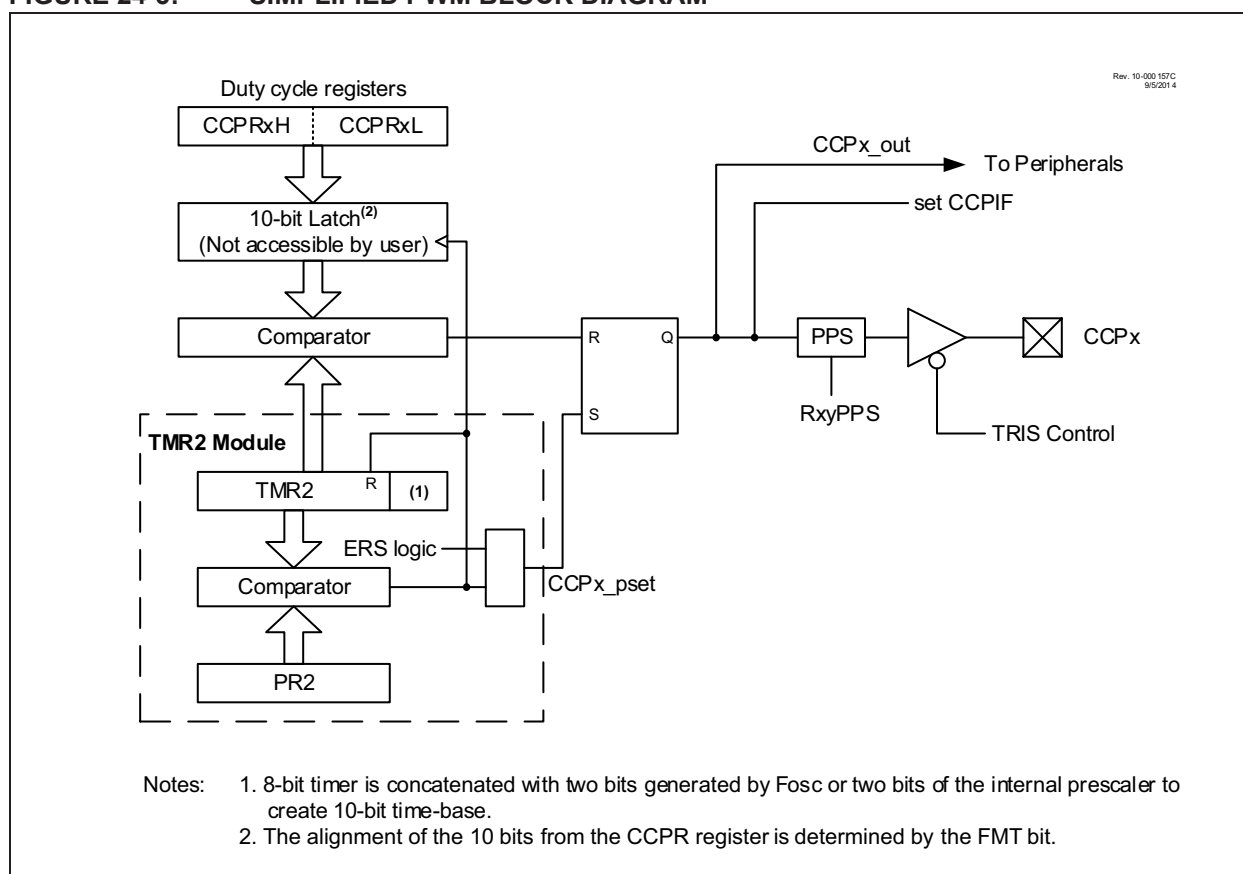 Rev. 10-000 157C
9/5/201 4
Duty cycle registers
CCPRxH CCPRxL
CCPx_out
To Peripherals
set CCPIF
10-bit Latch(2)
(Not accessible by user)
Comparator
R Q
PPS
CCPx
RxyPPS
S
TRIS Control
TMR2 Module
TMR2 R (1)
ERS logic
Comparator
CCPx_pset
PR2
Notes: 1. 8-bit timer is concatenated with two bits generated by Fosc or two bits of the internal prescaler to
create 10-bit time-base.
2. The alignment of the 10 bits from the CCPR register is determined by the FMT bit.